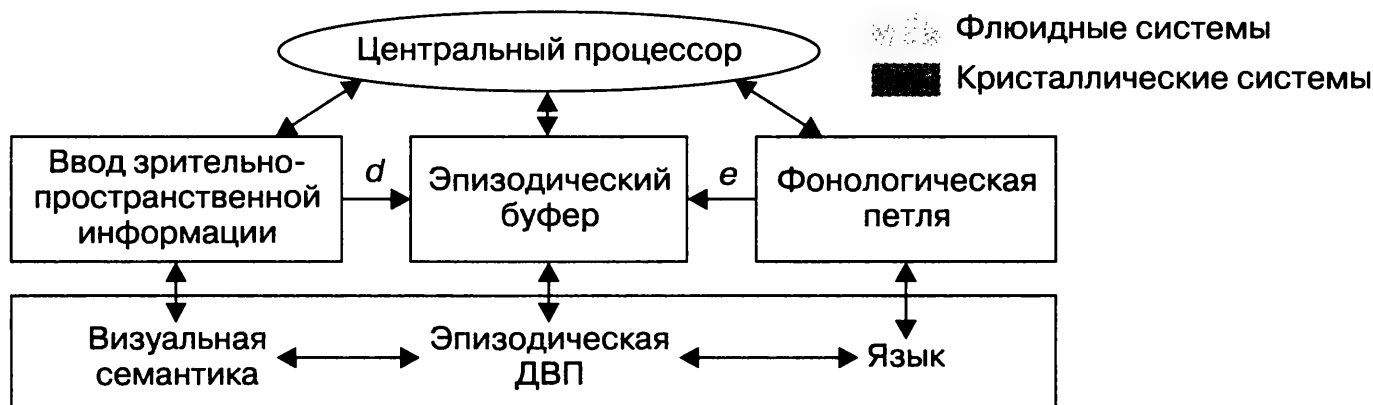 Центральный процессор
Флюидные системы
Кристаллические системы
Ввод зрительно-
пространственной
информации
d
Эпизодический
буфер
e
Фонологическая
петля
Визуальная
семантика
Эпизодическая
ДВП
Язык